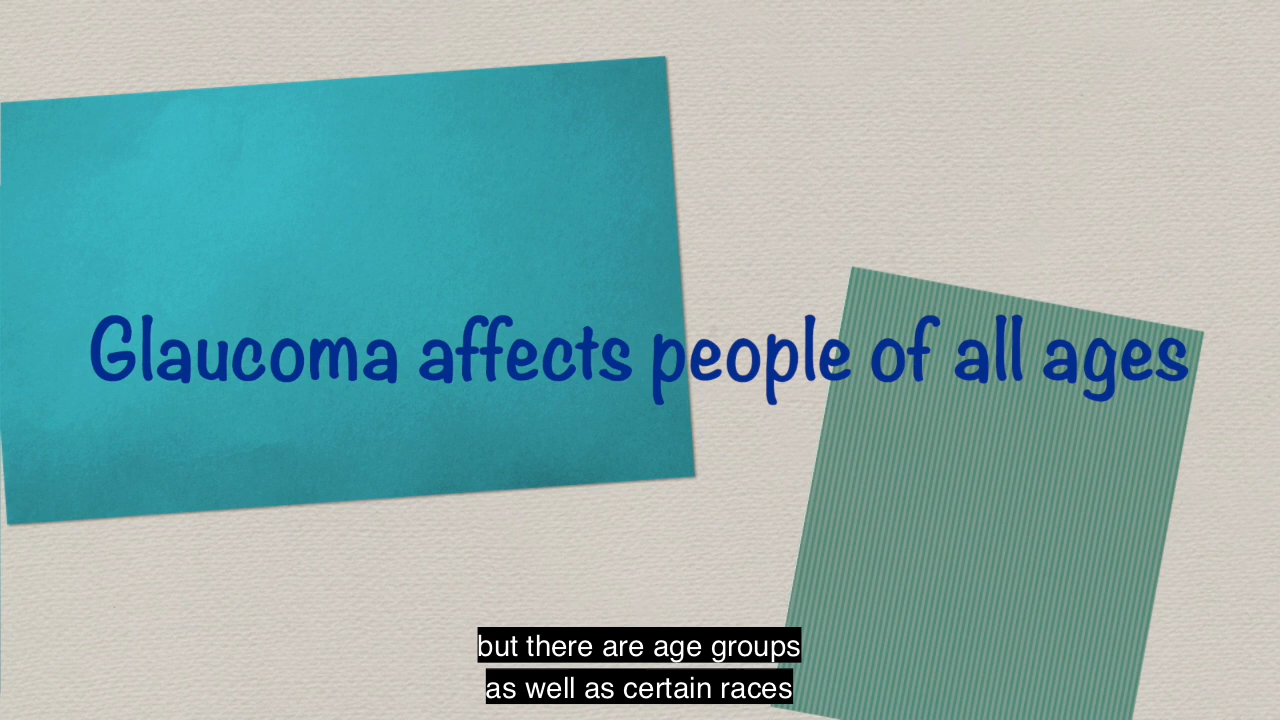 Glaucoma affects people of all ages
but there are age groups
as well as certain races